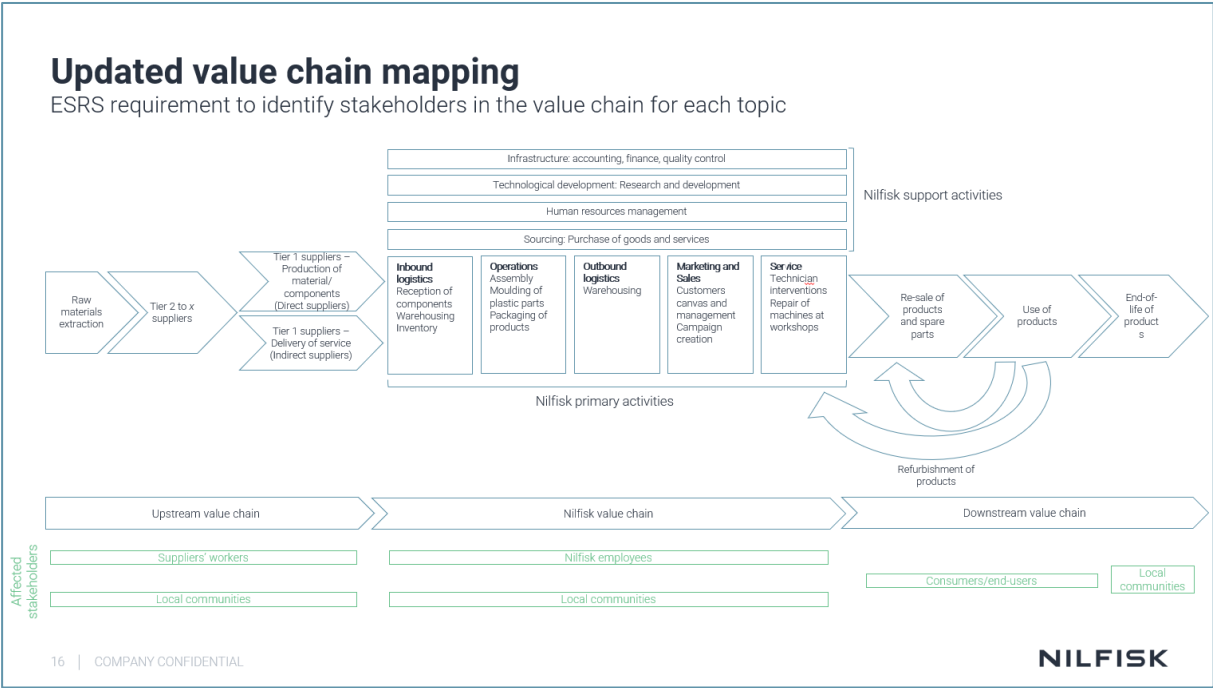 Updated value chain mapping
ESRS requirement to identify stakeholders in the value chain for each topic
Infrastructure: accounting, finance, quality control
Technological development: Research and development
Human resources management
Sourcing: Purchase of goods and services
Nilfisk support activities
Raw
materials
extraction
Tier 2 to x
suppliers
Tier 1 suppliers –
Production of
material/
components
(Direct suppliers)
Tier 1 suppliers –
Delivery of service
(Indirect suppliers)
Inbound
logistics
Reception of
components
Warehousing
Inventory
Operations
Assembly
Moulding of
plastic parts
Packaging of
products
Outbound
logistics
Warehousing
Marketing and
Sales
Customers
canvas and
management
Campaign
creation
Service
Technician
interventions
Repair of
machines at
workshops
Re-sale of
products
and spare
parts
Use of
products
End-of-
life of
product
s
Nilfisk primary activities
Refurbishment of
products
Upstream value chain
Nilfisk value chain
Downstream value chain
Affected
stakeholders
Suppliers' workers
Nilfisk employees
Consumers/end-users
Local
communities
Local communities
Local communities
16 | COMPANY CONFIDENTIAL
NILFISK